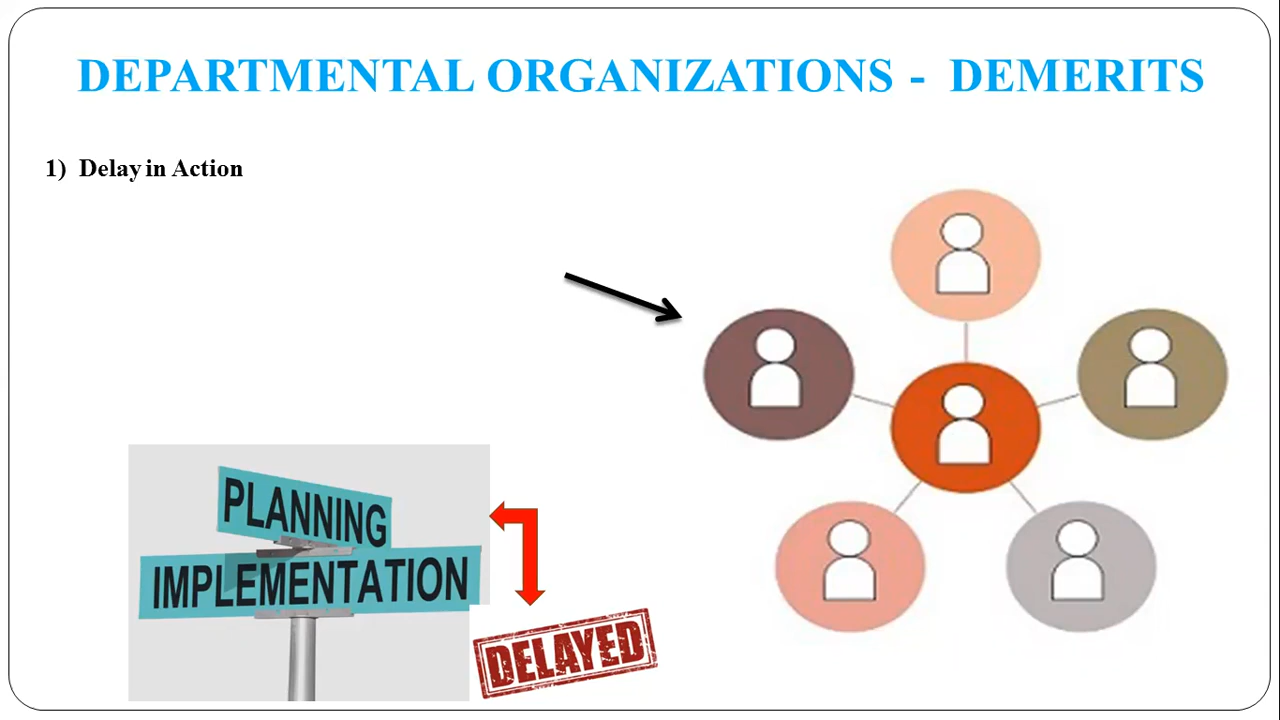 DEPARTMENTAL ORGANIZATIONS - DEMERITS
1) Delay in Action
PLANNING
IMPLEMENTATION
DELAYED